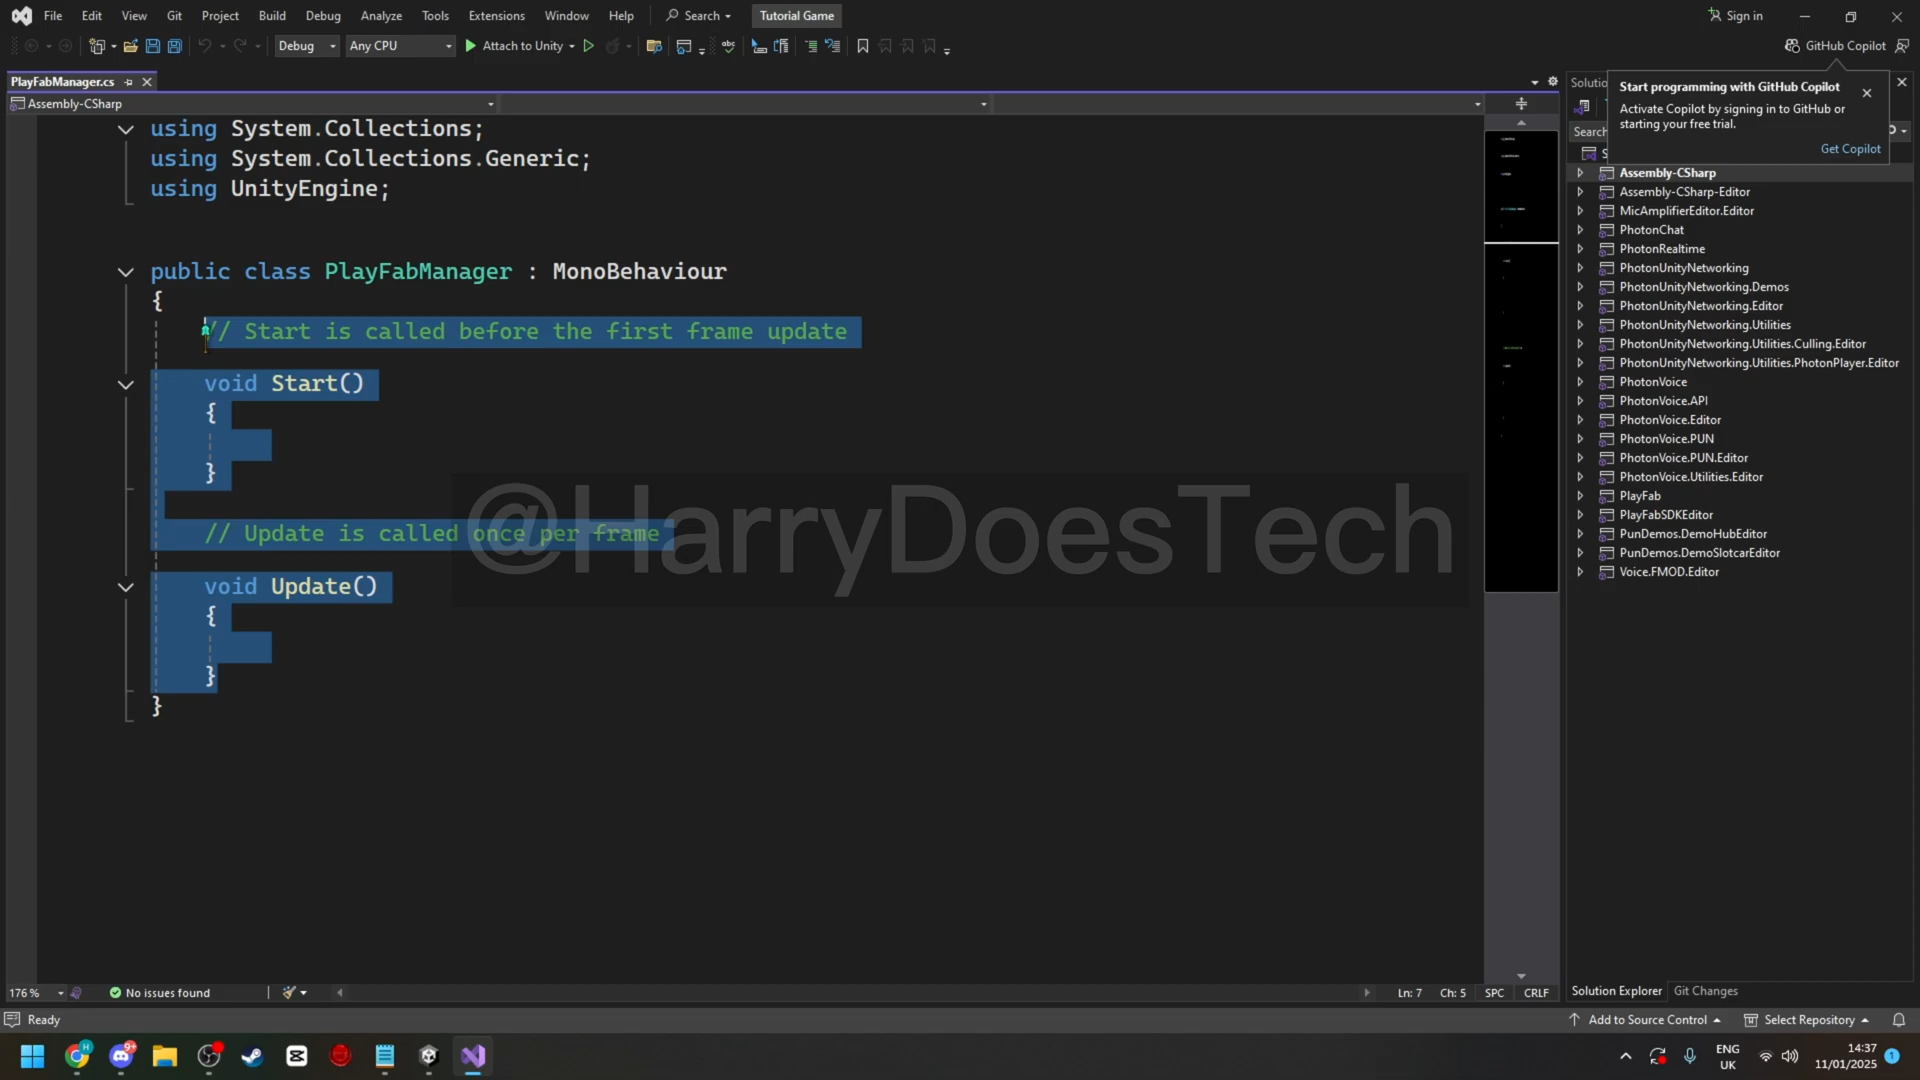 File Edit View Git Project Build Debug Analyze Tools Extensions Window Help Search Tutorial Game Sign in
Debug Any CPU Attach to Unity GitHub Copilot
PlayFabManager.cs
Assembly-CSharp
using System.Collections;
using System.Collections.Generic;
using UnityEngine;
public class PlayFabManager : MonoBehaviour
{
// Start is called before the first frame update
void Start()
{
}
// Update is called once per frame
void Update()
{
}
}
@HarryDoesTech
Start programming with GitHub Copilot
Activate Copilot by signing in to GitHub or
starting your free trial.
Get Copilot
Assembly-CSharp
Assembly-CSharp-Editor
MicAmplifierEditor.Editor
PhotonChat
PhotonRealtime
PhotonUnityNetworking
PhotonUnityNetworking.Demos
PhotonUnityNetworking.Editor
PhotonUnityNetworking.Utilities
PhotonUnityNetworking.Utilities.Culling.Editor
PhotonUnityNetworking.Utilities.PhotonPlayer.Editor
PhotonVoice
PhotonVoice.API
PhotonVoice.Editor
PhotonVoice.PUN
PhotonVoice.PUN.Editor
PhotonVoice.Utilities.Editor
PlayFab
PlayFabSDKEditor
PunDemos.DemoHubEditor
PunDemos.DemoSlotcarEditor
Voice.FMOD.Editor
176 % No issues found Ln: 7 Ch: 5 SPC CRLF
Solution Explorer Git Changes
Ready Add to Source Control Select Repository
ENG
UK
14:37
11/01/2025